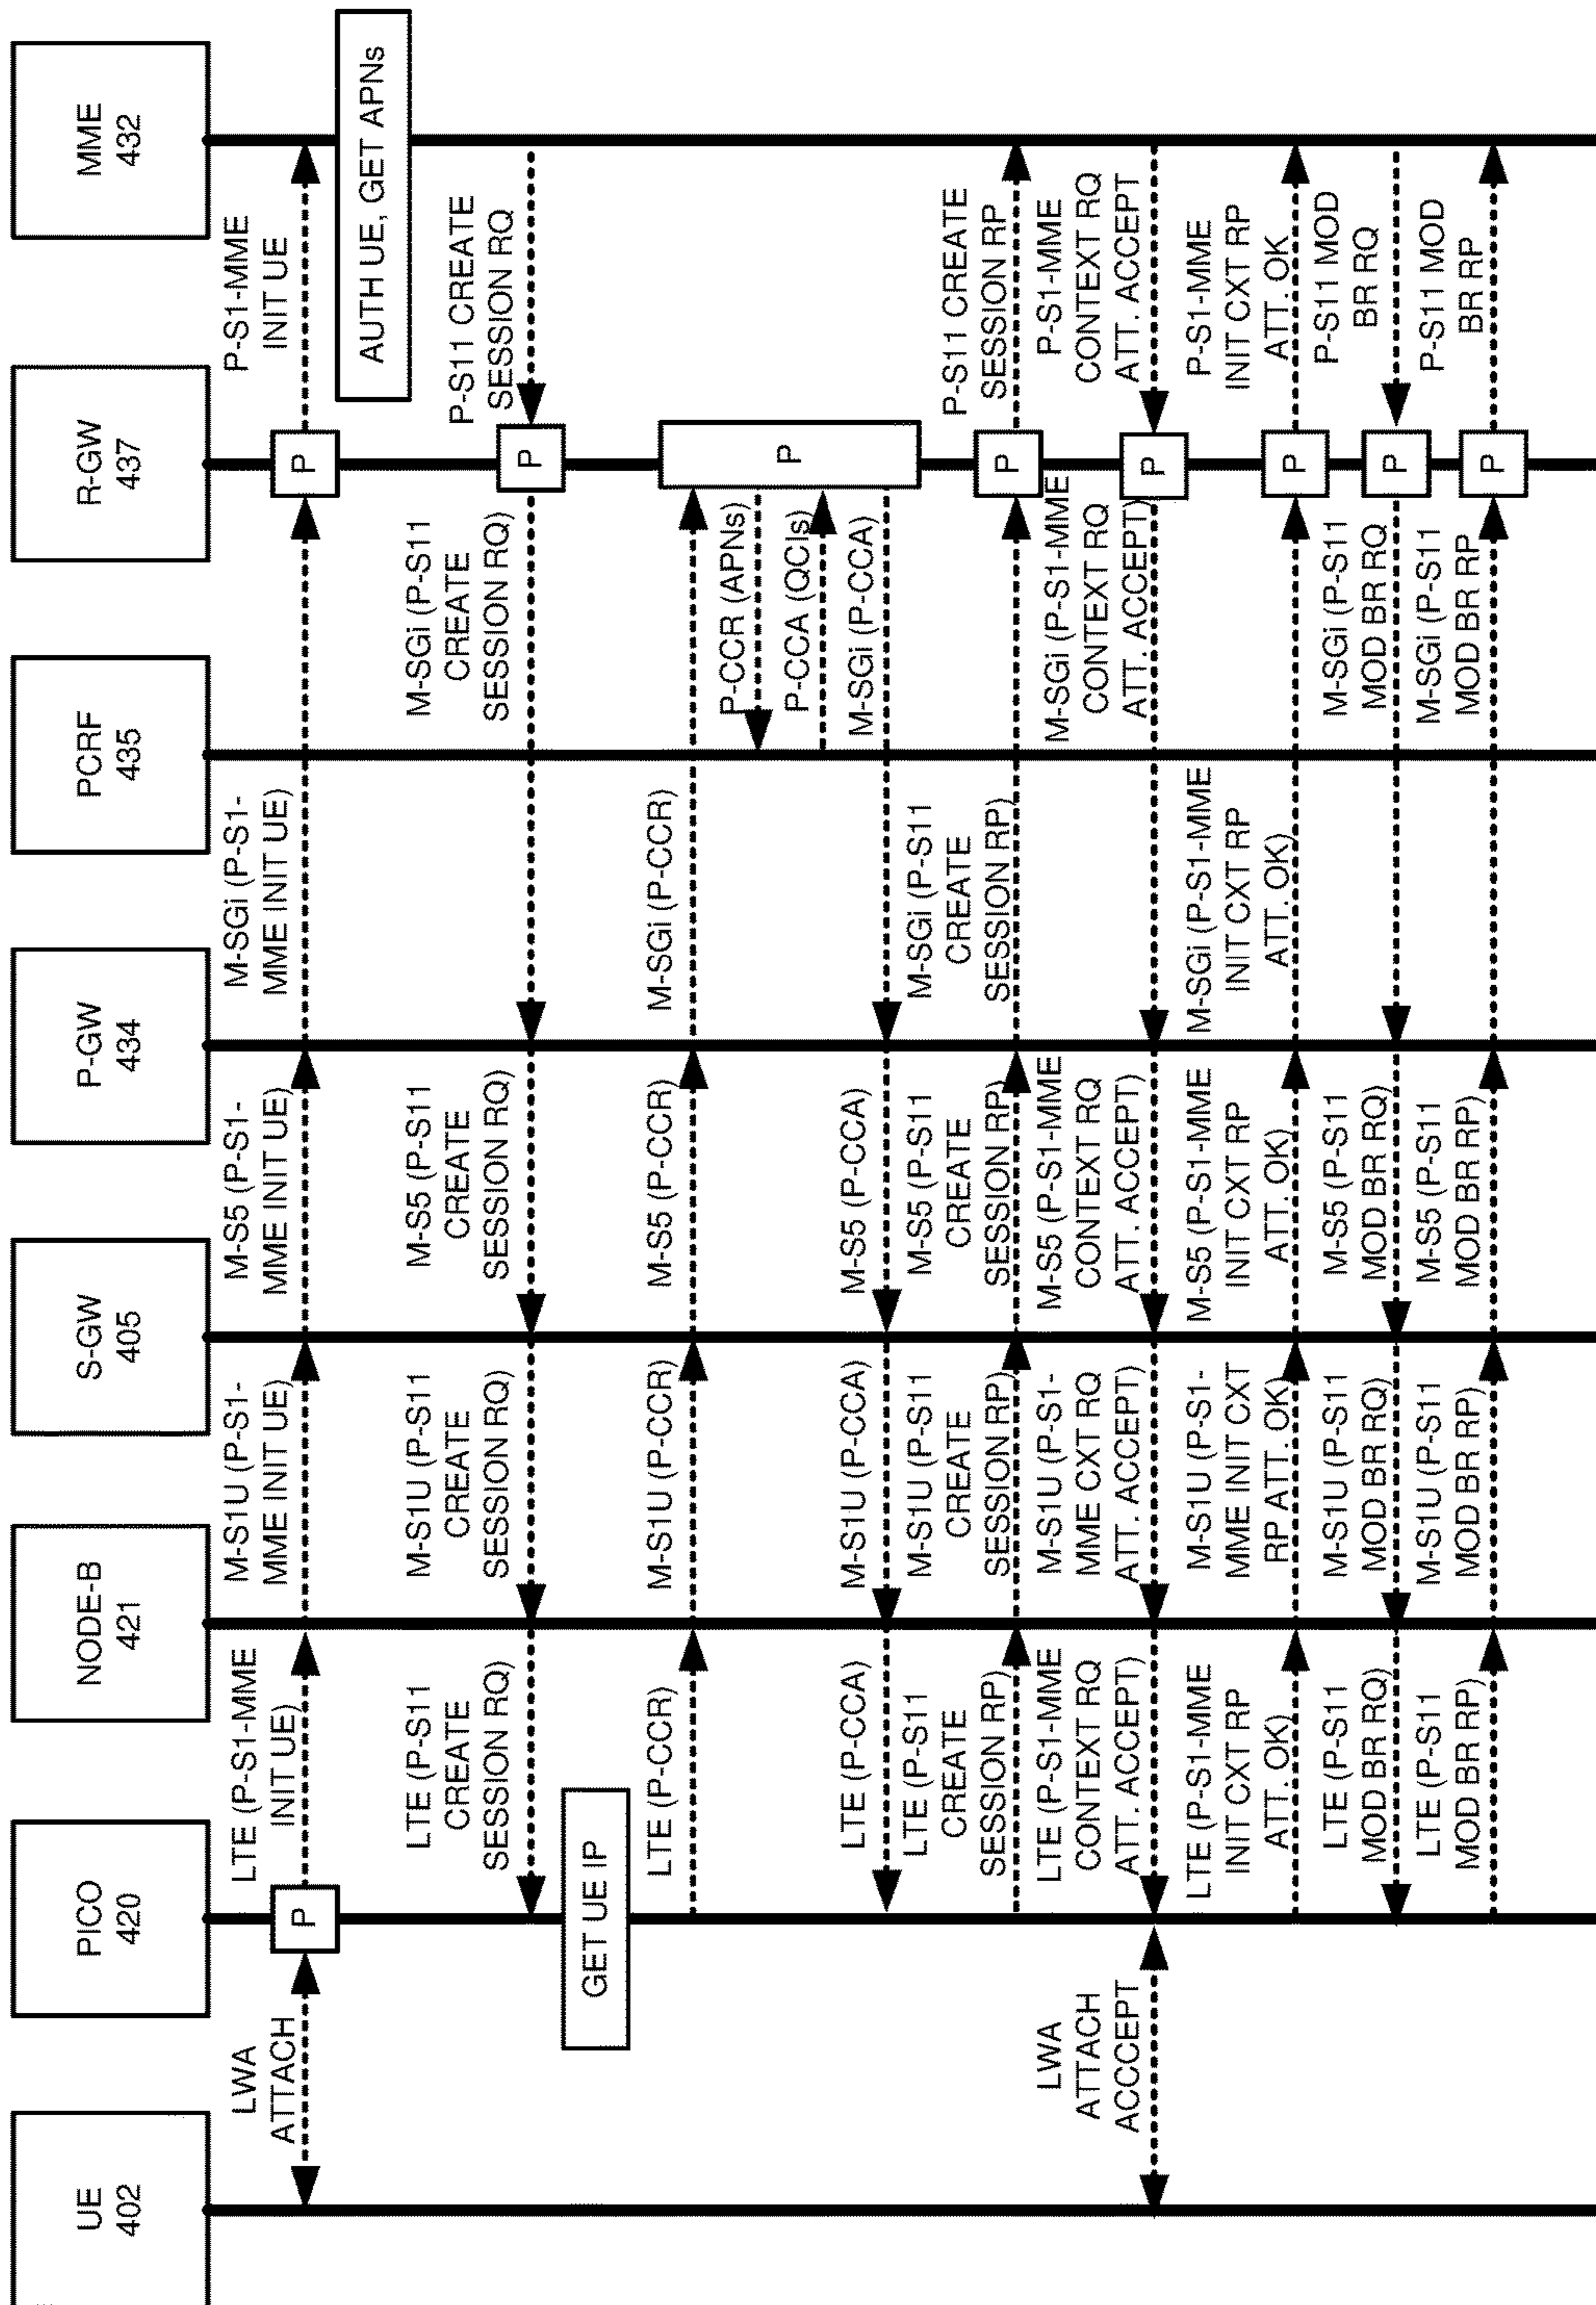 UE
402
PICO
420
NODE-B
421
S-GW
405
P-GW
434
PCRF
435
R-GW
437
MME
432
LWA
ATTACH
P
LTE (P-S1-MME
INIT UE)
M-S1U (P-S1-
MME INIT UE)
M-S5 (P-S1-
MME INIT UE)
M-SGi (P-S1-
MME INIT UE)
P
P-S1-MME
INIT UE
AUTH UE, GET APNs
LTE (P-S11
CREATE
SESSION RQ)
M-S1U (P-S11
CREATE
SESSION RQ)
M-S5 (P-S11
CREATE
SESSION RQ)
M-SGi (P-S11
CREATE
SESSION RQ)
P
P-S11 CREATE
SESSION RQ
GET UE IP
LTE (P-CCR)
M-S1U (P-CCR)
M-S5 (P-CCR)
M-SGi (P-CCR)
P
P-CCR (APNs)
P-CCA (QCIs)
LTE (P-CCA)
M-S1U (P-CCA)
M-S5 (P-CCA)
M-SGi (P-CCA)
LTE (P-S11
CREATE
SESSION RP)
M-S1U (P-S11
CREATE
SESSION RP)
M-S5 (P-S11
CREATE
SESSION RP)
M-SGi (P-S11
CREATE
SESSION RP)
P
P-S11 CREATE
SESSION RP
LWA
ATTACH
ACCCEPT
LTE (P-S1-MME
CONTEXT RQ
ATT. ACCEPT)
M-S1U (P-S1-
MME CXT RQ
ATT. ACCEPT)
M-S5 (P-S1-MME
CONTEXT RQ
ATT. ACCEPT)
M-SGi (P-S1-MME
CONTEXT RQ
ATT. ACCEPT)
P
P-S1-MME
CONTEXT RQ
ATT. ACCEPT
LTE (P-S1-MME
INIT CXT RP
ATT. OK)
M-S1U (P-S1-
MME INIT CXT
RP ATT. OK)
M-S5 (P-S1-MME
INIT CXT RP
ATT. OK)
M-SGi (P-S1-MME
INIT CXT RP
ATT. OK)
P
P-S1-MME
INIT CXT RP
ATT. OK
LTE (P-S11
MOD BR RQ)
M-S1U (P-S11
MOD BR RQ)
M-S5 (P-S11
MOD BR RQ)
M-SGi (P-S11
MOD BR RQ
P
P-S11 MOD
BR RQ
LTE (P-S11
MOD BR RP)
M-S1U (P-S11
MOD BR RP)
M-S5 (P-S11
MOD BR RP)
M-SGi (P-S11
MOD BR RP
P
P-S11 MOD
BR RP